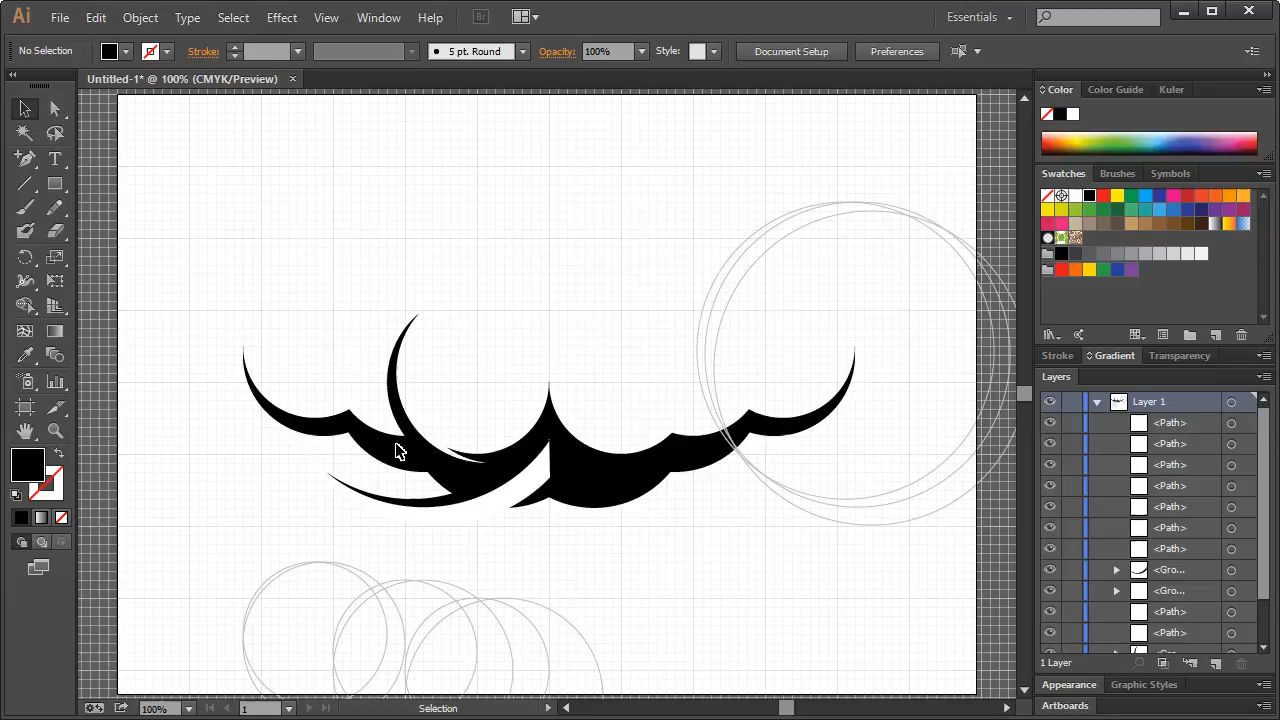 Ai File Edit Object Type Select Effect View Window Help Br Essentials
No Selection Stroke: 5 pt. Round Opacity: 100% Style: Document Setup Preferences
Untitled-1* @ 100% (CMYK/Preview)
Color Color Guide Kuler
Swatches Brushes Symbols
Stroke Gradient Transparency
Layers
Layer 1
<Path>
<Path>
<Path>
<Path>
<Path>
<Path>
<Path>
<Gro...
<Gro...
<Path>
<Path>
1 Layer
Appearance Graphic Styles
Artboards
100% 1 Selection